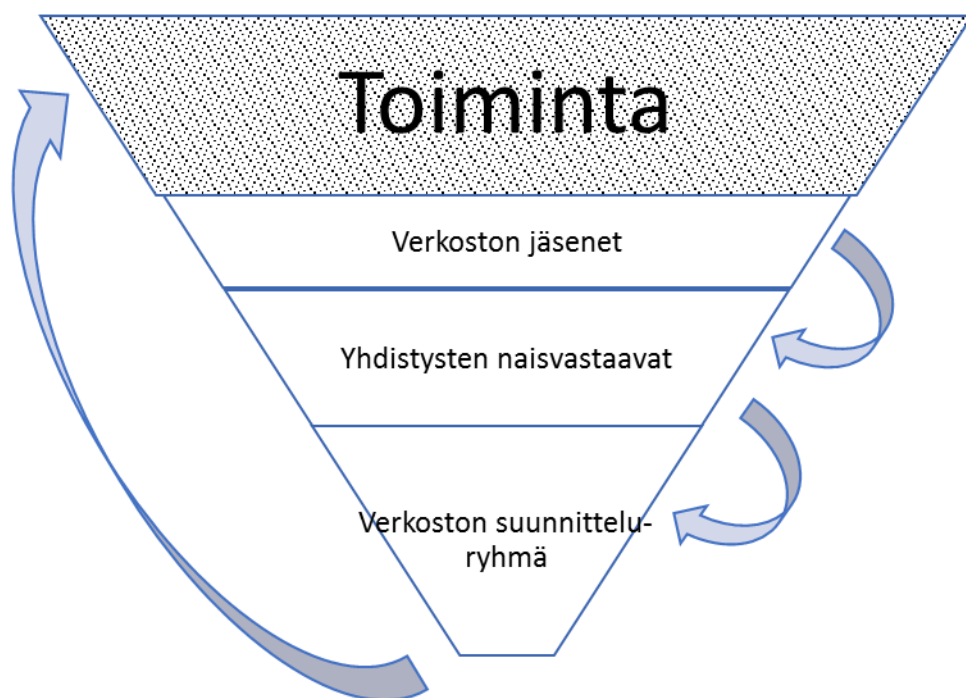 Toiminta
Verkoston jäsenet
Yhdistysten naisvastaavat
Verkoston suunnittelu-
ryhmä